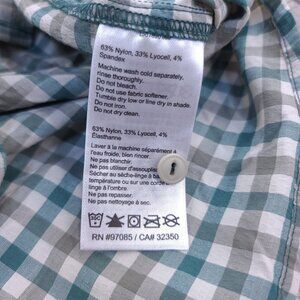 63% Nylon, 33% Lyocell, 4%
Spandex
Machine wash cold separately,
rinse thoroughly.
Do not bleach.
Do not use fabric softener.
Tumble dry low or line dry in shade.
Do not iron.
Do not dry clean.
63% Nylon, 33% Lyocell, 4%
Élasthanne
Laver à la machine séparément à
l'eau froide, bien rincer.
Ne pas blanchir.
Ne pas utiliser d'assouplis
Sécher au sèche-linge à bas
température ou sur une corde
linge à l'ombre.
Ne pas repasser.
Ne pas nettoyage à sec.
RN #97085 / CA# 32350